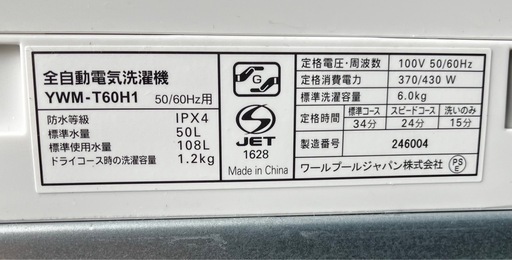 全自動電気洗濯機
YWM-T60H1 50/60Hz用
防水等級 IPX4
標準水量 50L
標準使用水量 108L
ドライコース時の洗濯容量 1.2kg
G
JET
1628
Made in China
定格電圧・周波数 100V 50/60Hz
定格消費電力 370/430 W
標準洗濯容量 6.0kg
定格時間 標準コース スピードコース 洗いのみ
34分 24分 15分
製造番号 246004
ワールプールジャパン株式会社
PS
E